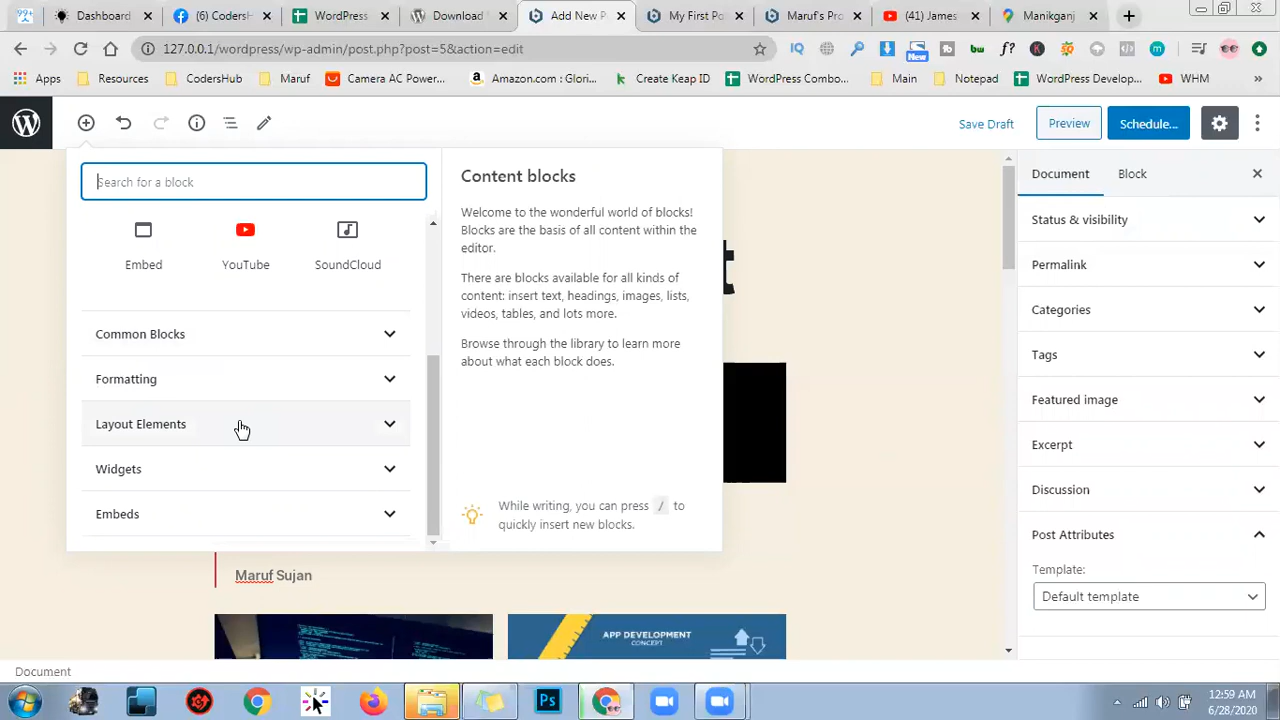 Dashbo
(6) CodersH
WordPress
Download
Add New P
My First Po
Maruf's Pro
(41) James
Manikganj
127.0.0.1/wordpress/wp-admin/post.php?post=5&action=edit
New
Apps
Resources
CodersHub
Maruf
Camera AC Power...
Amazon.com : Glori...
Create Keap ID
WordPress Combo...
Main
Notepad
WordPress Develop...
WHM
»
Save Draft
Preview
Schedule...
Search for a block
Embed
YouTube
SoundCloud
Common Blocks
Formatting
Layout Elements
Widgets
Embeds
Content blocks
Welcome to the wonderful world of blocks!
Blocks are the basis of all content within the
editor.
There are blocks available for all kinds of
content: insert text, headings, images, lists,
videos, tables, and lots more.
Browse through the library to learn more
about what each block does.
While writing, you can press / to
quickly insert new blocks.
t
Maruf Sujan
APP DEVELOPMENT
CONCEPT
Document
Block
Status & visibility
Permalink
Categories
Tags
Featured image
Excerpt
Discussion
Post Attributes
Template:
Default template
Document
Ps
12:59 AM
6/28/2020